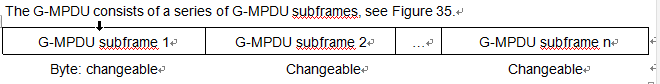 The G-MPDU consists of a series of G-MPDU subframes, see Figure 35.
G-MPDU subframe 1 G-MPDU subframe 2 … G-MPDU subframe n
Byte: changeable Changeable Changeable